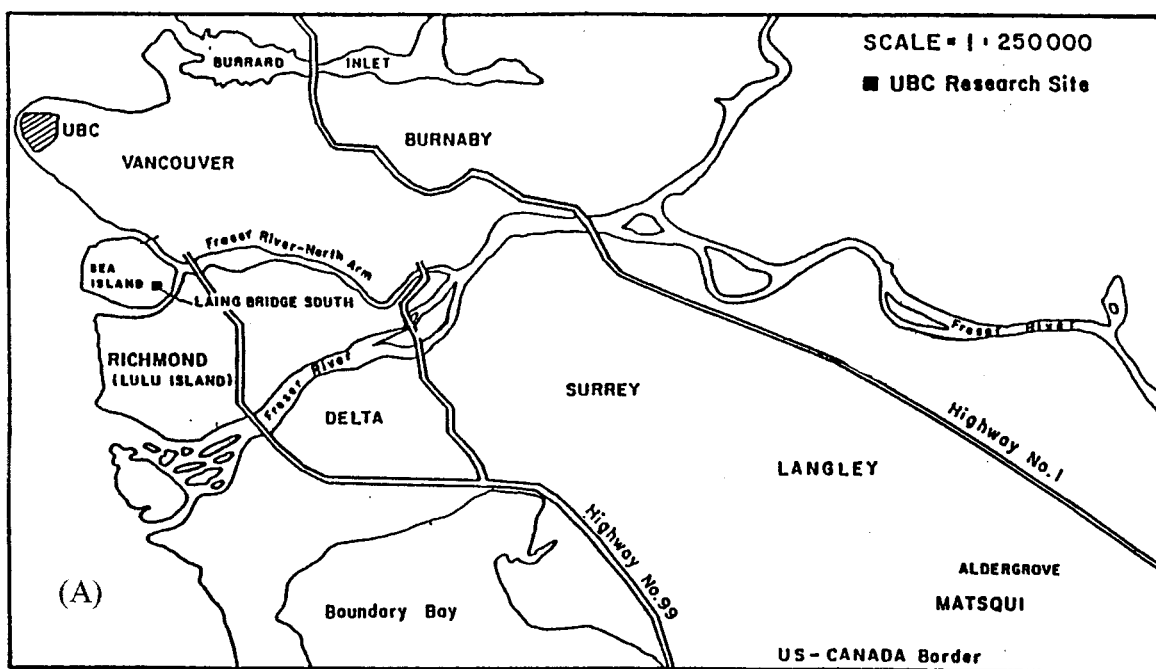 SCALE = 1 : 250000
■ UBC Research Site
BURRARD INLET
UBC
BURNABY
VANCOUVER
Fraser River-North Arm
SEA
ISLAND
LAING BRIDGE SOUTH
Fraser River
RICHMOND
(LULU ISLAND)
Fraser River
SURREY
DELTA
Highway No. 1
LANGLEY
Highway No. 99
ALDERGROVE
(A)
MATSQUI
Boundary Bay
US-CANADA Border